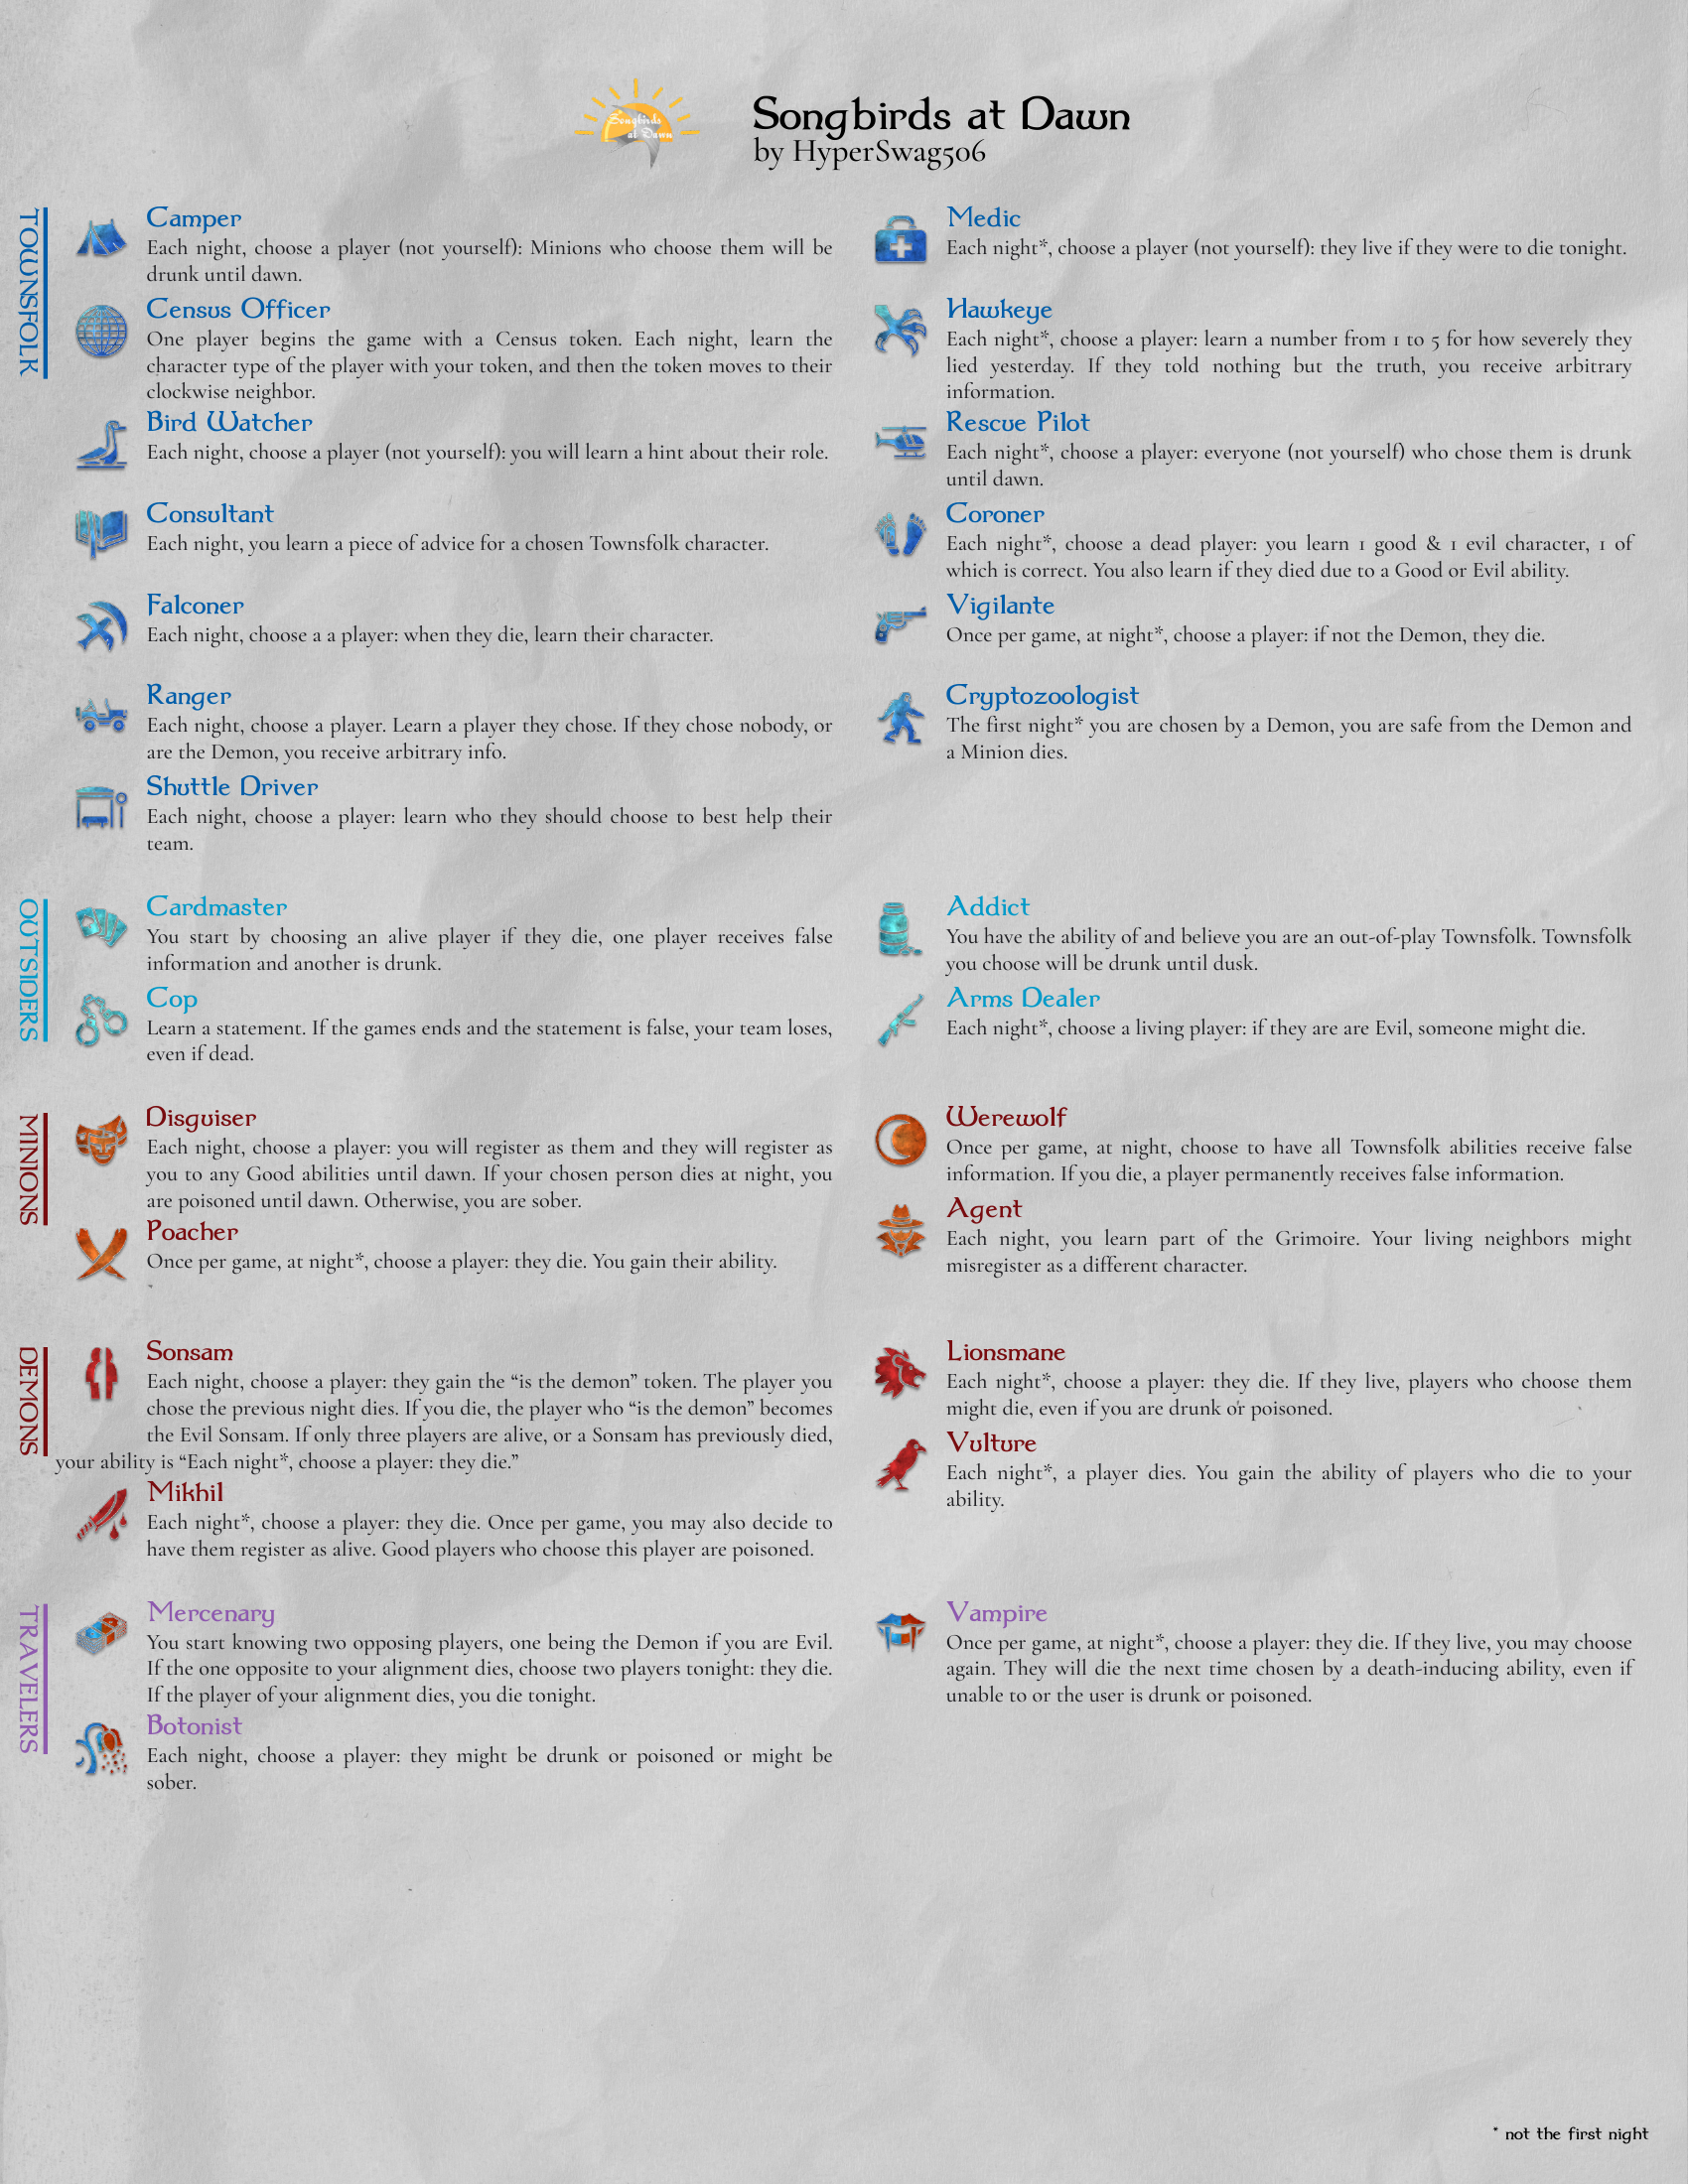 Songbirds
at Dawn
Songbirds at Dawn
by HyperSwag506
TOWNSFOLK
Camper
Each night, choose a player (not yourself): Minions who choose them will be
drunk until dawn.
Census Officer
One player begins the game with a Census token. Each night, learn the
character type of the player with your token, and then the token moves to their
clockwise neighbor.
Bird Watcher
Each night, choose a player (not yourself): you will learn a hint about their role.
Consultant
Each night, you learn a piece of advice for a chosen Townsfolk character.
Falconer
Each night, choose a a player: when they die, learn their character.
Ranger
Each night, choose a player. Learn a player they chose. If they chose nobody, or
are the Demon, you receive arbitrary info.
Shuttle Driver
Each night, choose a player: learn who they should choose to best help their
team.
Medic
Each night*, choose a player (not yourself): they live if they were to die tonight.
Hawkeye
Each night*, choose a player: learn a number from 1 to 5 for how severely they
lied yesterday. If they told nothing but the truth, you receive arbitrary
information.
Rescue Pilot
Each night*, choose a player: everyone (not yourself) who chose them is drunk
until dawn.
Coroner
Each night*, choose a dead player: you learn 1 good & 1 evil character, 1 of
which is correct. You also learn if they died due to a Good or Evil ability.
Vigilante
Once per game, at night*, choose a player: if not the Demon, they die.
Cryptozoologist
The first night* you are chosen by a Demon, you are safe from the Demon and
a Minion dies.
OUTSIDERS
Cardmaster
You start by choosing an alive player if they die, one player receives false
information and another is drunk.
Cop
Learn a statement. If the games ends and the statement is false, your team loses,
even if dead.
Addict
You have the ability of and believe you are an out-of-play Townsfolk. Townsfolk
you choose will be drunk until dusk.
Arms Dealer
Each night*, choose a living player: if they are are Evil, someone might die.
MINIONS
Disguiser
Each night, choose a player: you will register as them and they will register as
you to any Good abilities until dawn. If your chosen person dies at night, you
are poisoned until dawn. Otherwise, you are sober.
Poacher
Once per game, at night*, choose a player: they die. You gain their ability.
Werewolf
Once per game, at night, choose to have all Townsfolk abilities receive false
information. If you die, a player permanently receives false information.
Agent
Each night, you learn part of the Grimoire. Your living neighbors might
misregister as a different character.
DEMONS
Sonsam
Each night, choose a player: they gain the “is the demon” token. The player you
chose the previous night dies. If you die, the player who “is the demon” becomes
the Evil Sonsam. If only three players are alive, or a Sonsam has previously died,
your ability is “Each night*, choose a player: they die.”
Mikhil
Each night*, choose a player: they die. Once per game, you may also decide to
have them register as alive. Good players who choose this player are poisoned.
Lionsmane
Each night*, choose a player: they die. If they live, players who choose them
might die, even if you are drunk or poisoned.
Vulture
Each night*, a player dies. You gain the ability of players who die to your
ability.
TRAVELERS
Mercenary
You start knowing two opposing players, one being the Demon if you are Evil.
If the one opposite to your alignment dies, choose two players tonight: they die.
If the player of your alignment dies, you die tonight.
Botonist
Each night, choose a player: they might be drunk or poisoned or might be
sober.
Vampire
Once per game, at night*, choose a player: they die. If they live, you may choose
again. They will die the next time chosen by a death-inducing ability, even if
unable to or the user is drunk or poisoned.
* not the first night